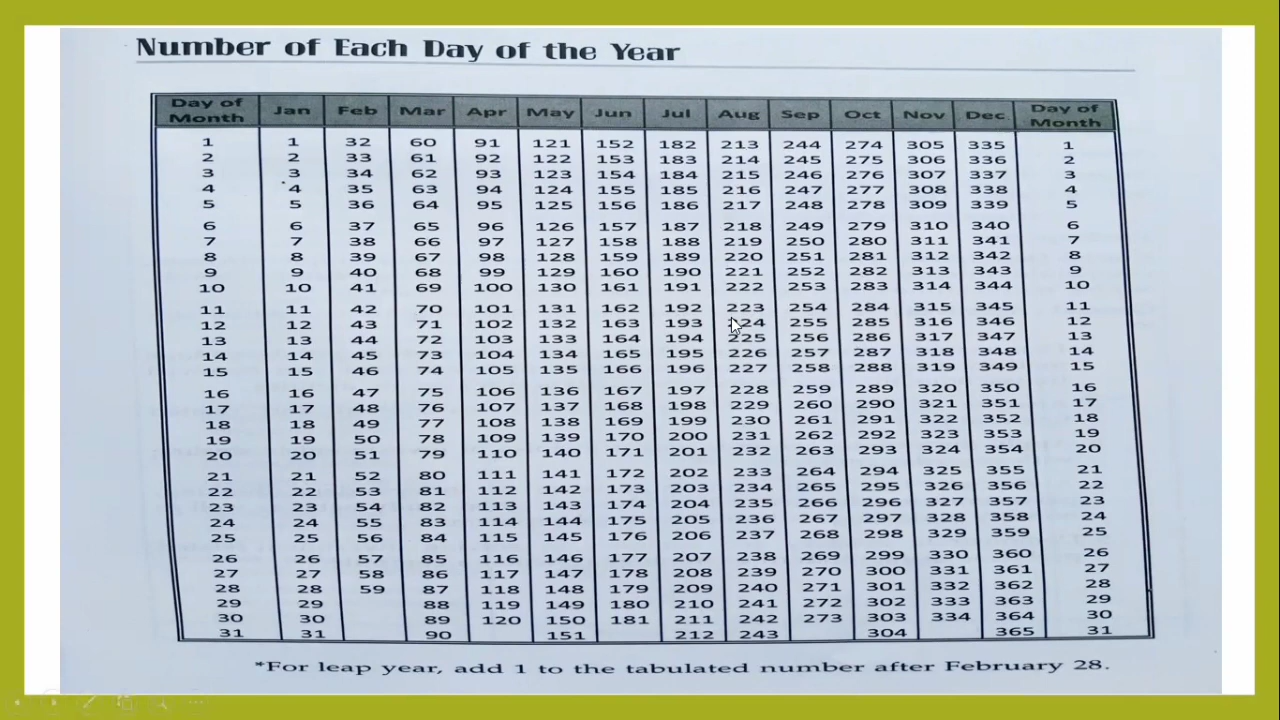 Number of Each Day of the Year
Day of Month Jan Feb Mar Apr May Jun Jul Aug Sep Oct Nov Dec. Day of Month
1 1 32 60 91 121 152 182 213 244 274 305 335 1
2 2 33 61 92 122 153 183 214 245 275 306 336 2
3 3 34 62 93 123 154 184 215 246 276 307 337 3
4 4 35 63 94 124 155 185 216 247 277 308 338 4
5 5 36 64 95 125 156 186 217 248 278 309 339 5
6 6 37 65 96 126 157 187 218 249 279 310 340 6
7 7 38 66 97 127 158 188 219 250 280 311 341 7
8 8 39 67 98 128 159 189 220 251 281 312 342 8
9 9 40 68 99 129 160 190 221 252 282 313 343 9
10 10 41 69 100 130 161 191 222 253 283 314 344 10
11 11 42 70 101 131 162 192 223 254 284 315 345 11
12 12 43 71 102 132 163 193 224 255 285 316 346 12
13 13 44 72 103 133 164 194 225 256 286 317 347 13
14 14 45 73 104 134 165 195 226 257 287 318 348 14
15 15 46 74 105 135 166 196 227 258 288 319 349 15
16 16 47 75 106 136 167 197 228 259 289 320 350 16
17 17 48 76 107 137 168 198 229 260 290 321 351 17
18 18 49 77 108 138 169 199 230 261 291 322 352 18
19 19 50 78 109 139 170 200 231 262 292 323 353 19
20 20 51 79 110 140 171 201 232 263 293 324 354 20
21 21 52 80 111 141 172 202 233 264 294 325 355 21
22 22 53 81 112 142 173 203 234 265 295 326 356 22
23 23 54 82 113 143 174 204 235 266 296 327 357 23
24 24 55 83 114 144 175 205 236 267 297 328 358 24
25 25 56 84 115 145 176 206 237 268 298 329 359 25
26 26 57 85 116 146 177 207 238 269 299 330 360 26
27 27 58 86 117 147 178 208 239 270 300 331 361 27
28 28 59 87 118 148 179 209 240 271 301 332 362 28
29 29 88 119 149 180 210 241 272 302 333 363 29
30 30 89 120 150 181 211 242 273 303 334 364 30
31 31 90 151 212 243 304 365 31
*For leap year, add 1 to the tabulated number after February 28.